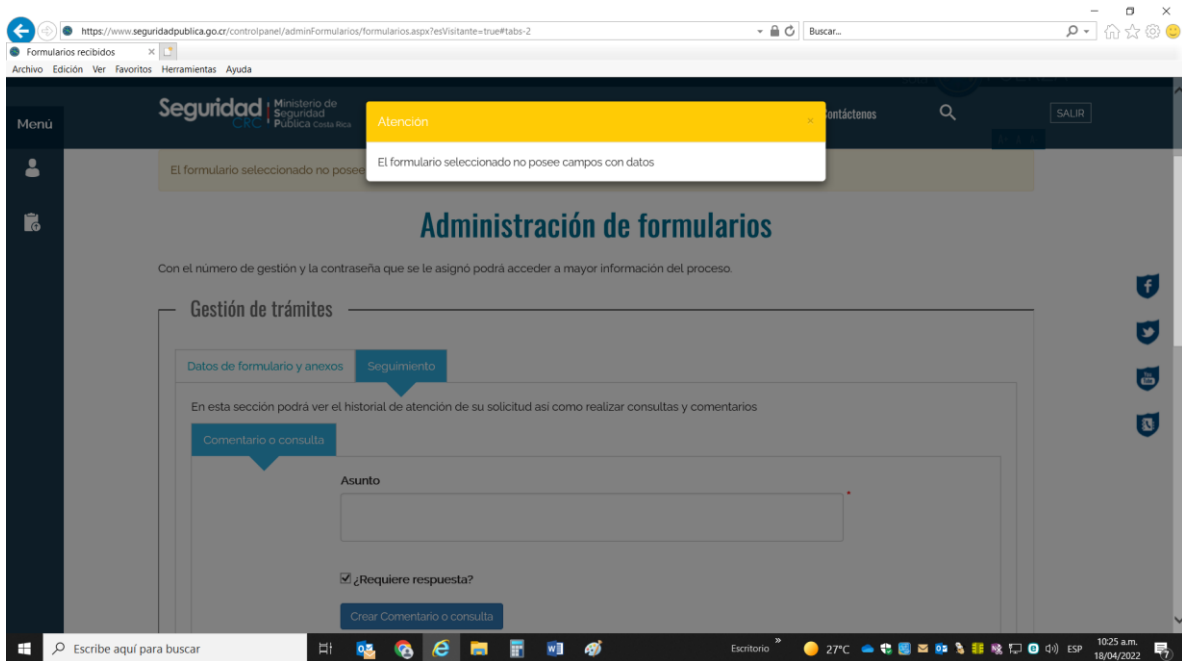 https://www.seguridadpublica.go.cr/controlpanel/adminFormularios/formularios.aspx?esVisitante=true#tabs-2
Buscar...
Formularios recibidos
Archivo Edición Ver Favoritos Herramientas Ayuda
Menú
Seguridad
CRC
Ministerio de
Seguridad
Pública Costa Rica
Atención
×
Contáctenos
SALIR
El formulario seleccionado no posee campos con datos
El formulario seleccionado no posee
Administración de formularios
Con el número de gestión y la contraseña que se le asignó podrá acceder a mayor información del proceso.
Gestión de trámites
Datos de formulario y anexos Seguimiento
En esta sección podrá ver el historial de atención de su solicitud así como realizar consultas y comentarios
Comentario o consulta
Asunto
*
¿Requiere respuesta?
Crear Comentario o consulta
Escribe aquí para buscar
Escritorio
27°C
ESP
10:25 a.m.
18/04/2022